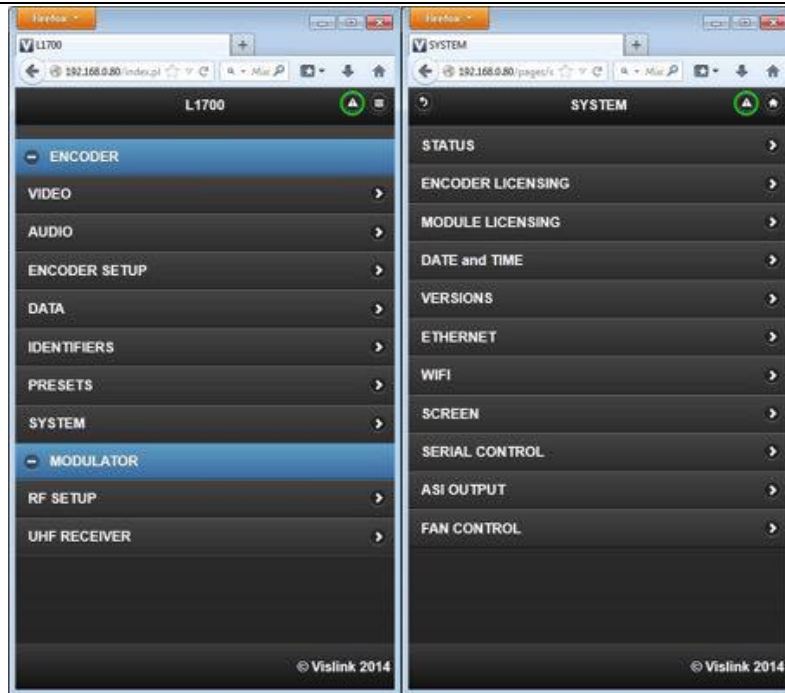 Firefox
L1700
192.168.0.80/index.pl
L1700
ENCODER
VIDEO
AUDIO
ENCODER SETUP
DATA
IDENTIFIERS
PRESETS
SYSTEM
MODULATOR
RF SETUP
UHF RECEIVER
© Vislink 2014
Firefox
SYSTEM
192.168.0.80/pages/s
SYSTEM
STATUS
ENCODER LICENSING
MODULE LICENSING
DATE and TIME
VERSIONS
ETHERNET
WIFI
SCREEN
SERIAL CONTROL
ASI OUTPUT
FAN CONTROL
© Vislink 2014